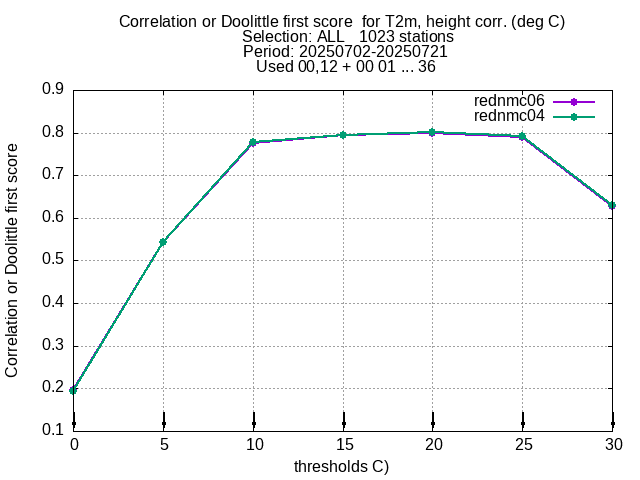 Correlation or Doolittle first score  for T2m, height corr. (deg C)
Selection: ALL   1023 stations
Period: 20250702-20250721
Used 00,12 + 00 01 ... 36
rednmc06
rednmc04
Correlation or Doolittle first score
0.9
0.8
0.7
0.6
0.5
0.4
0.3
0.2
0.1
0 5 10 15 20 25 30
thresholds C)